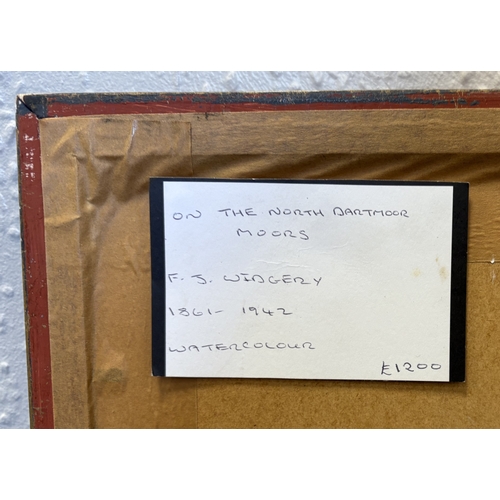 ON THE NORTH DARTMOOR
MOORS
F. J. WIDGERY
1861- 1942
WATERCOLOUR
£1200